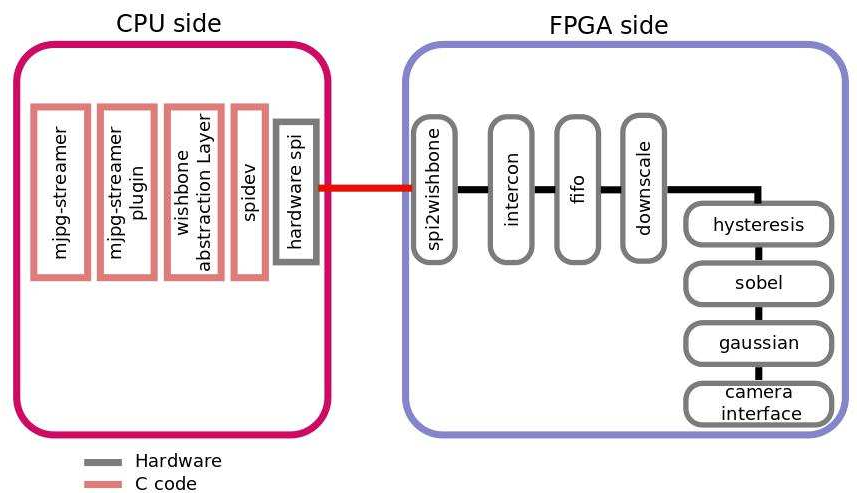 CPU side
FPGA side
mjpg-streamer
mjpg-streamer
plugin
wishbone
abstraction Layer
spidev
hardware spi
spi2wishbone
intercon
fifo
downscale
hysteresis
sobel
gaussian
camera
interface
Hardware
C code